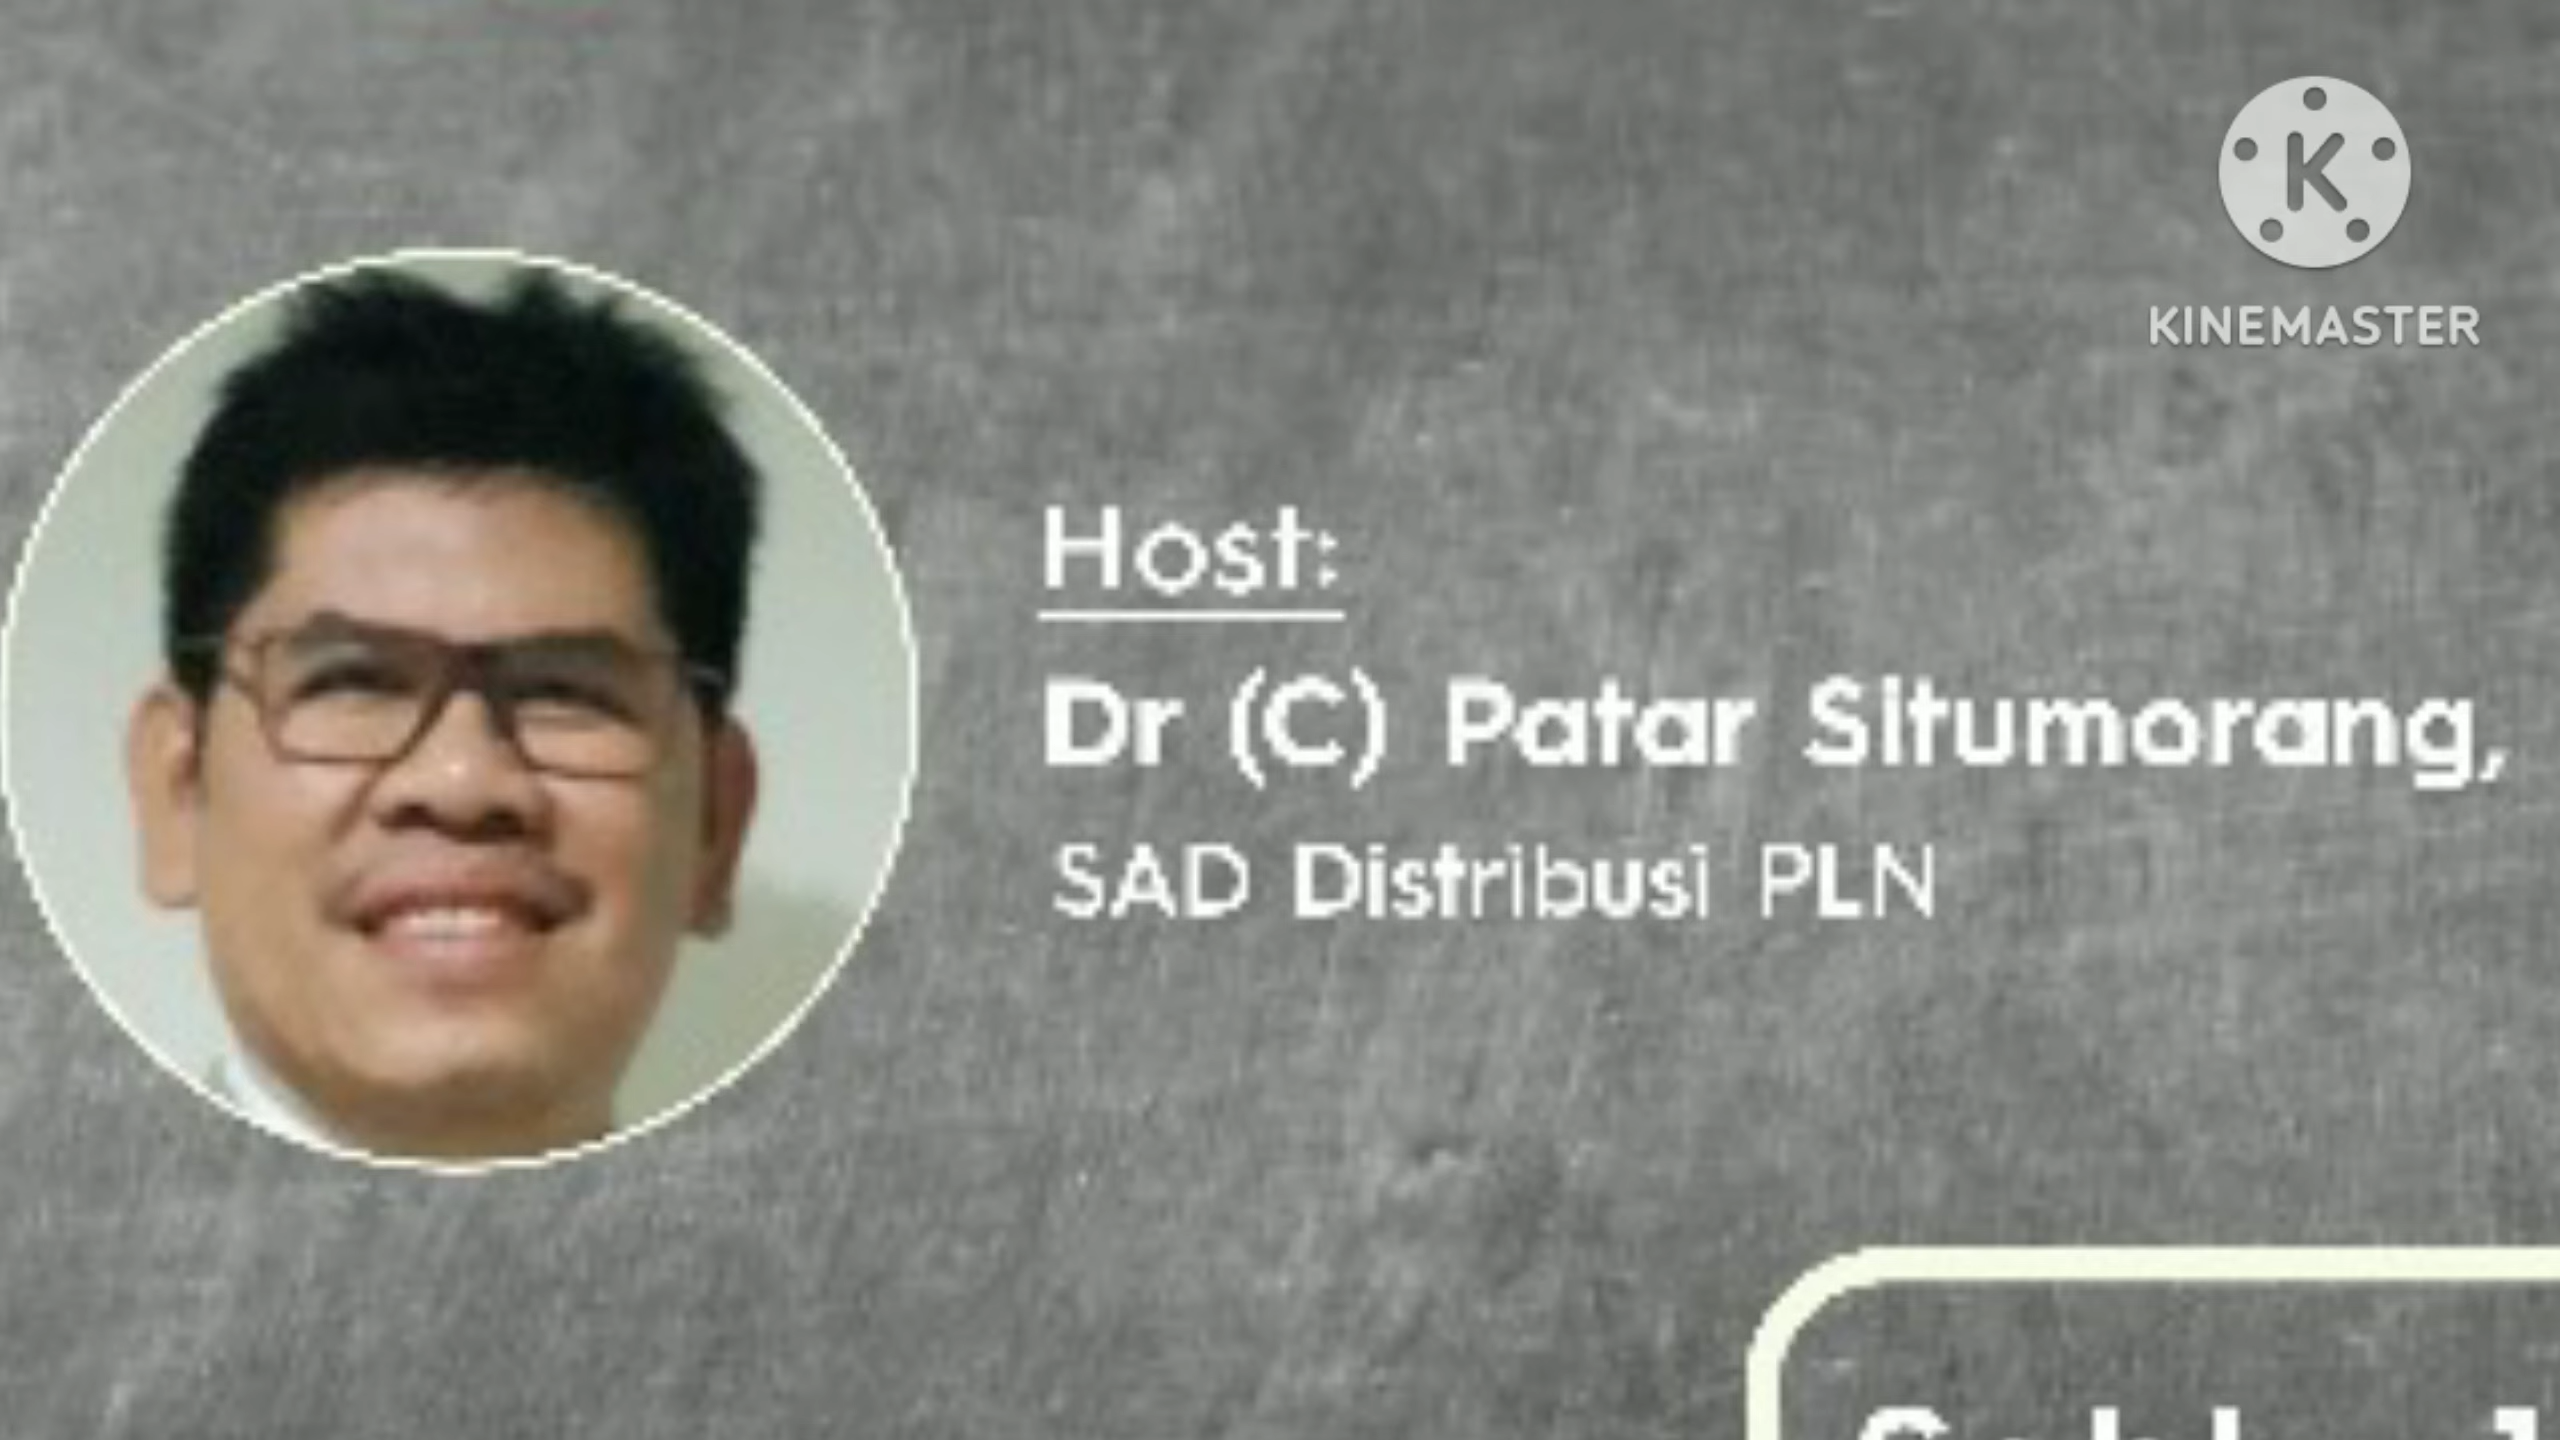 K
KINEMASTER
Host:
Dr (C) Patar Situmorang,
SAD Distribusi PLN